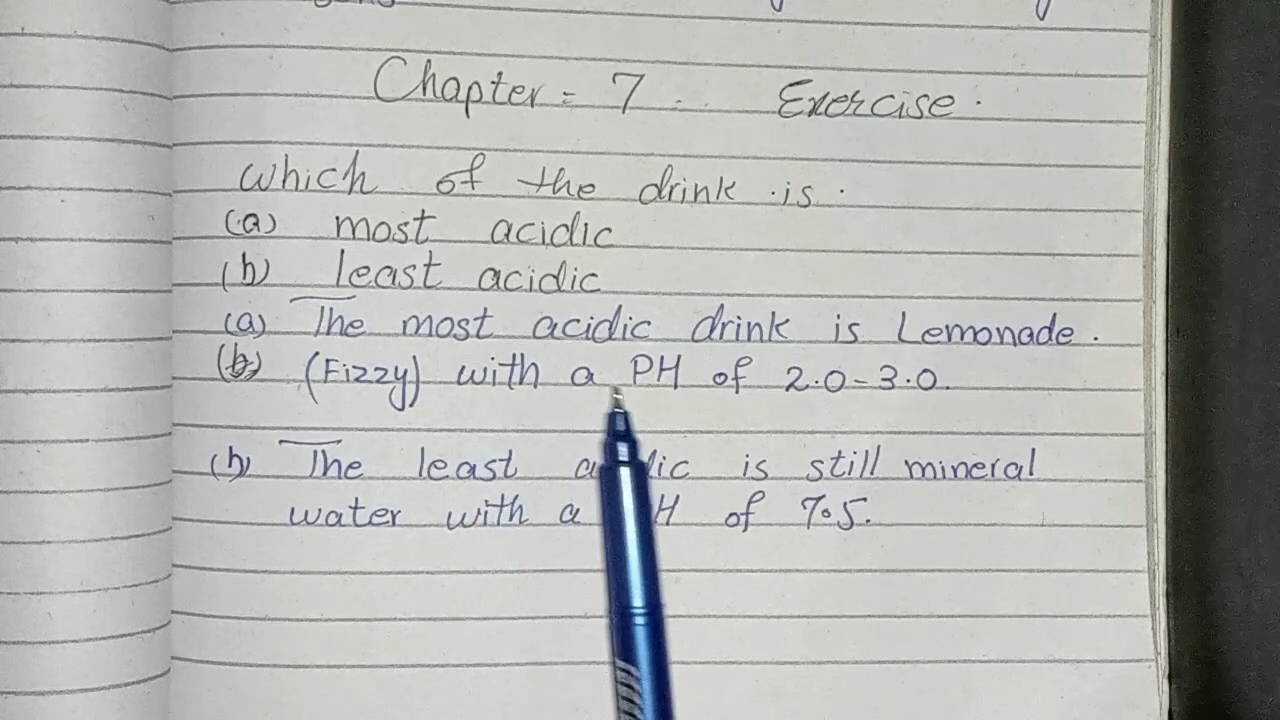 Chapter = 7. Exercise.
which of the drink is.
(a) most acidic
(b) least acidic
(a) The most acidic drink is Lemonade.
(b) (Fizzy) with a PH of 2.0-3.0.
(b) The least is still mineral
water with a of 7.5.